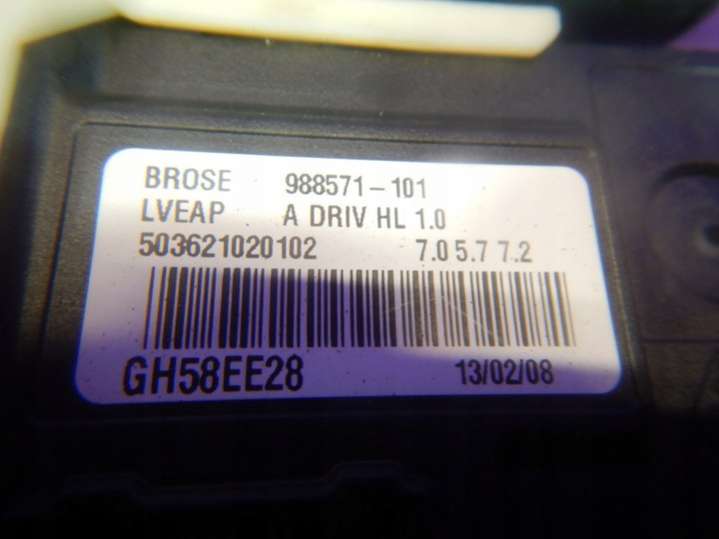 BROSE 988571-101
LVEAP A DRIV HL 1.0
503621020102 7.0 5.7 7.2
GH58EE28 13/02/08